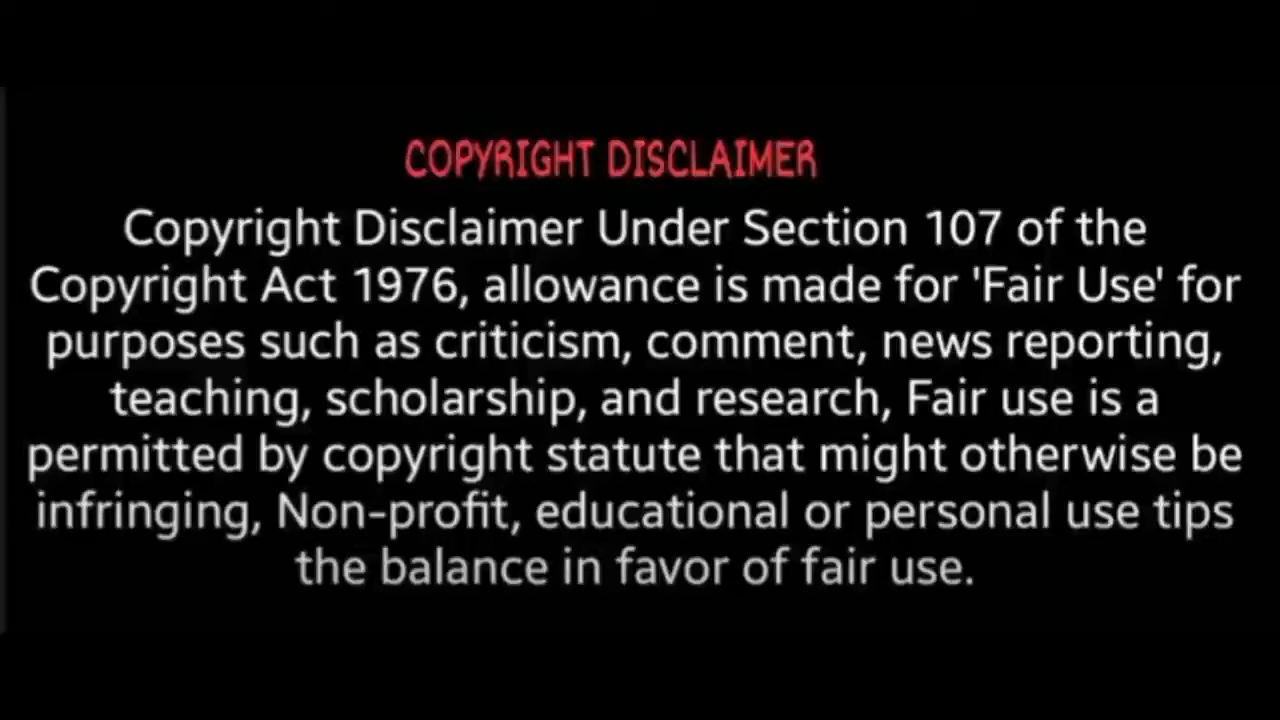 COPYRIGHT DISCLAIMER
Copyright Disclaimer Under Section 107 of the
Copyright Act 1976, allowance is made for 'Fair Use' for
purposes such as criticism, comment, news reporting,
teaching, scholarship, and research, Fair use is a
permitted by copyright statute that might otherwise be
infringing, Non-profit, educational or personal use tips
the balance in favor of fair use.